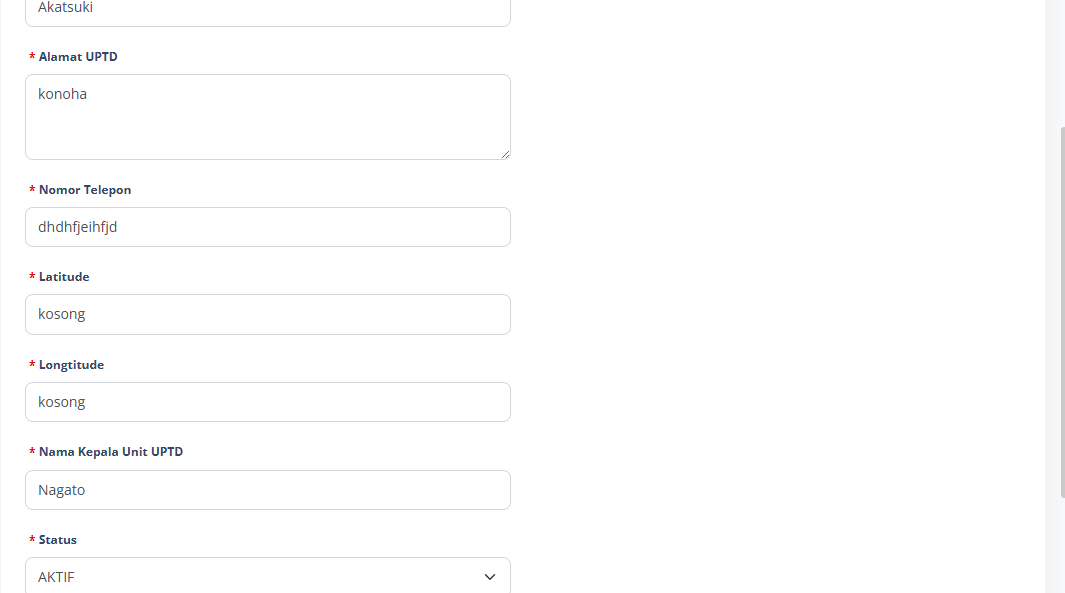 Akatsuki
* Alamat UPTD
konoha
* Nomor Telepon
dhdhfjeihfjd
* Latitude
kosong
* Longtitude
kosong
* Nama Kepala Unit UPTD
Nagato
* Status
AKTIF